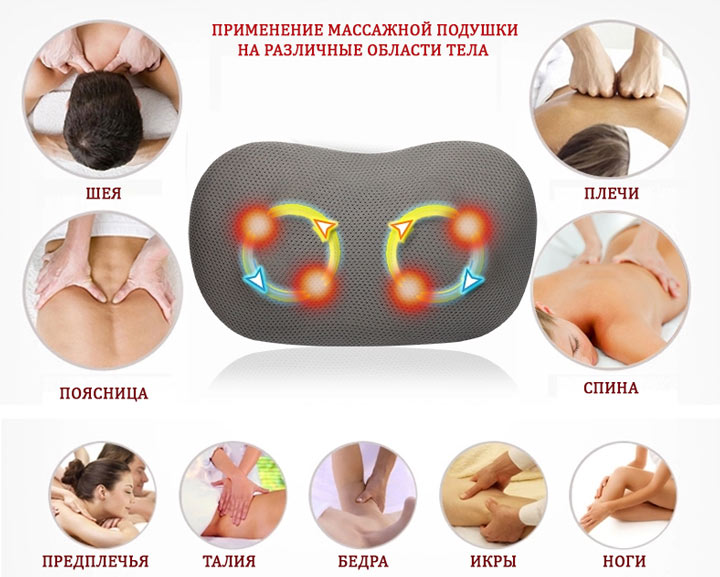 ПРИМЕНЕНИЕ МАССАЖНОЙ ПОДУШКИ
НА РАЗЛИЧНЫЕ ОБЛАСТИ ТЕЛА
ШЕЯ
ПЛЕЧИ
ПОЯСНИЦА
СПИНА
ПРЕДПЛЕЧЬЯ
ТАЛИЯ
БЕДРА
ИКРЫ
НОГИ